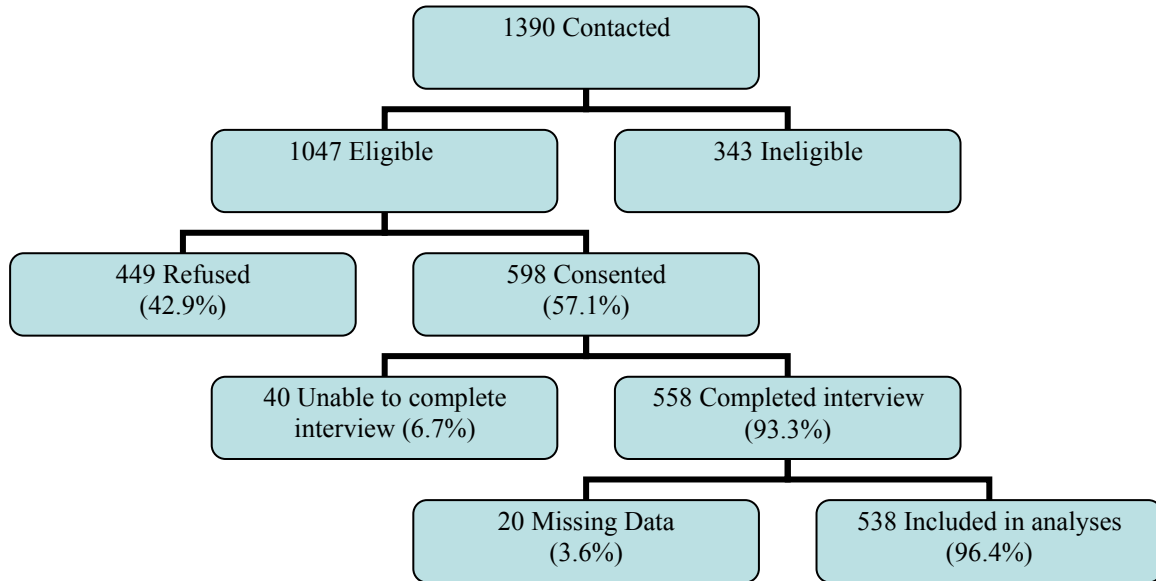 1390 Contacted
1047 Eligible
343 Ineligible
449 Refused
(42.9%)
598 Consented
(57.1%)
40 Unable to complete
interview (6.7%)
558 Completed interview
(93.3%)
20 Missing Data
(3.6%)
538 Included in analyses
(96.4%)